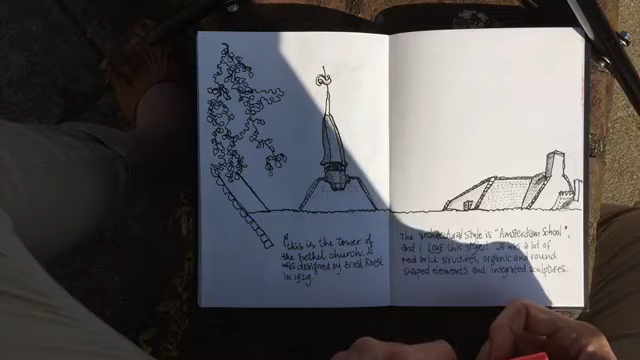 This is the tower of
the Bethel church. It
was designed by Ernst Roest
in 1929.
The architectural style is "Amsterdam School",
and I LOVE this style! It has a lot of
red brick structures, organic and round
shaped elements and integrated sculptures.